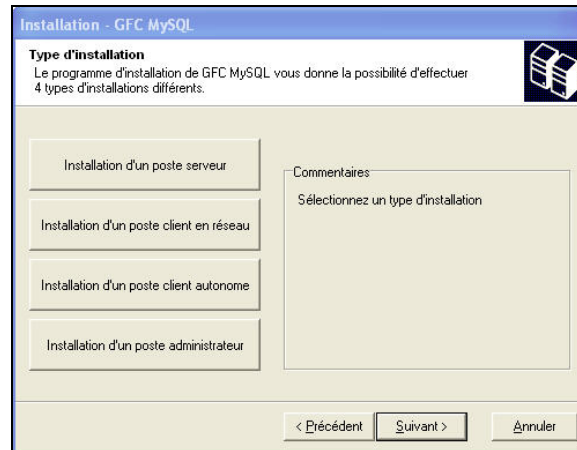 Installation - GFC MySQL
Type d'installation
Le programme d'installation de GFC MySQL vous donne la possibilité d'effectuer
4 types d'installations différents.
Installation d'un poste serveur
Installation d'un poste client en réseau
Installation d'un poste client autonome
Installation d'un poste administrateur
Commentaires
Sélectionnez un type d'installation
< Précédent
Suivant >
Annuler